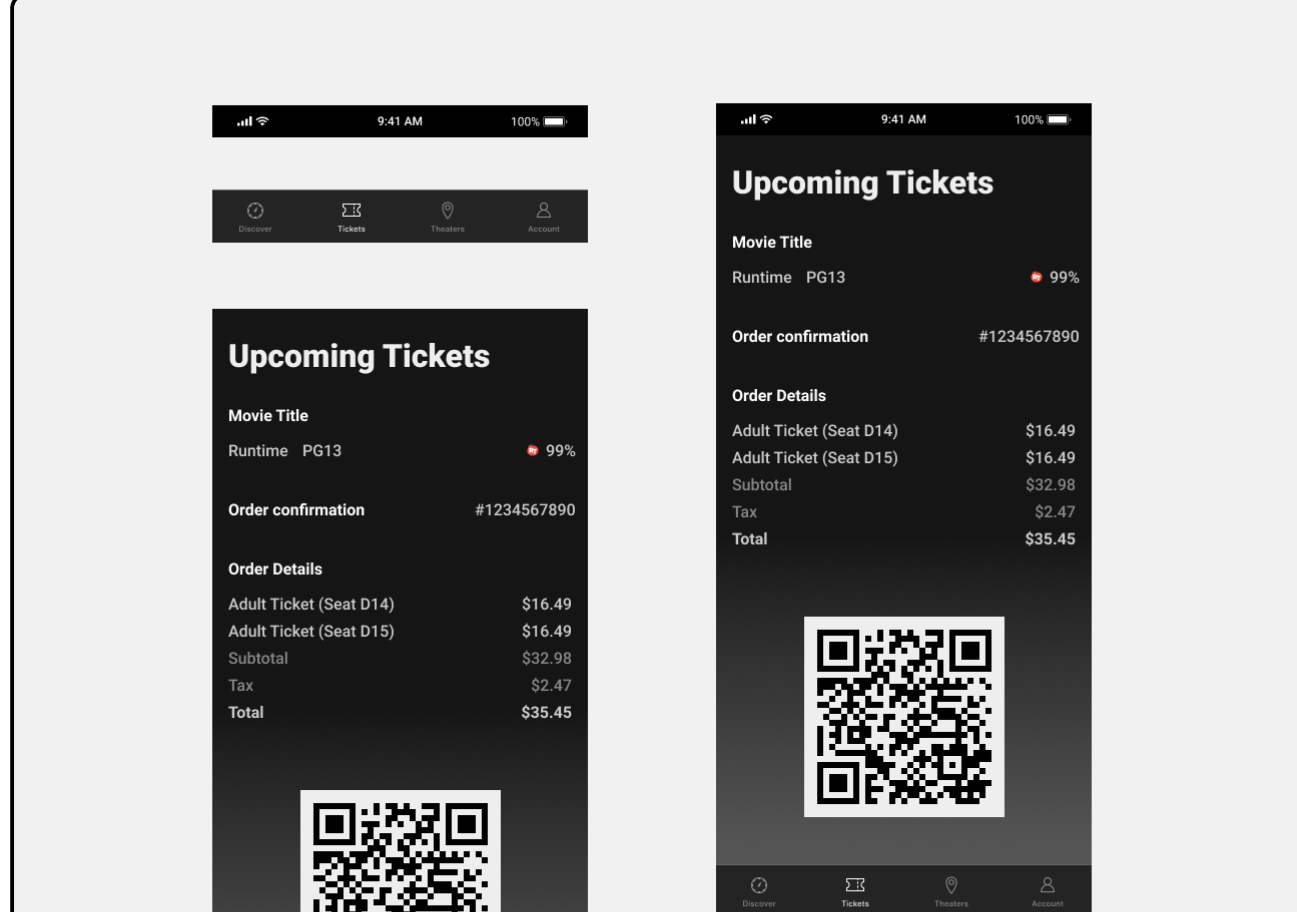 9:41 AM 100%
Discover Tickets Theaters Account
Upcoming Tickets
Movie Title
Runtime PG13 99%
Order confirmation #1234567890
Order Details
Adult Ticket (Seat D14) $16.49
Adult Ticket (Seat D15) $16.49
Subtotal $32.98
Tax $2.47
Total $35.45
9:41 AM 100%
Upcoming Tickets
Movie Title
Runtime PG13 99%
Order confirmation #1234567890
Order Details
Adult Ticket (Seat D14) $16.49
Adult Ticket (Seat D15) $16.49
Subtotal $32.98
Tax $2.47
Total $35.45
Discover Tickets Theaters Account